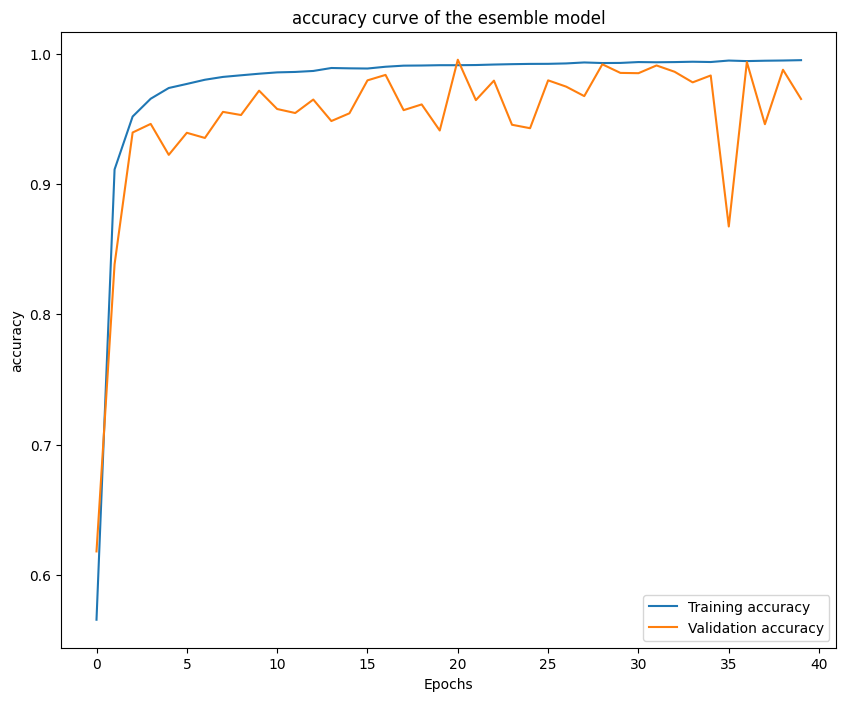 accuracy curve of the esemble model
1.0
0.9
0.8
0.7
0.6
accuracy
0
5
10
15
20
25
30
35
40
Epochs
Training accuracy
Validation accuracy